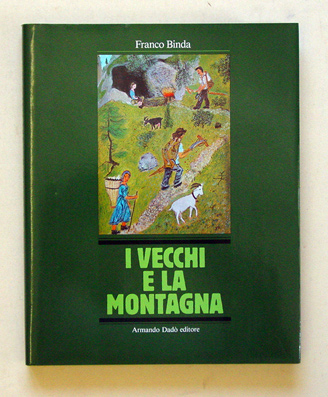 Franco Binda
I VECCHI
E LA
MONTAGNA
Armando Dadò editore